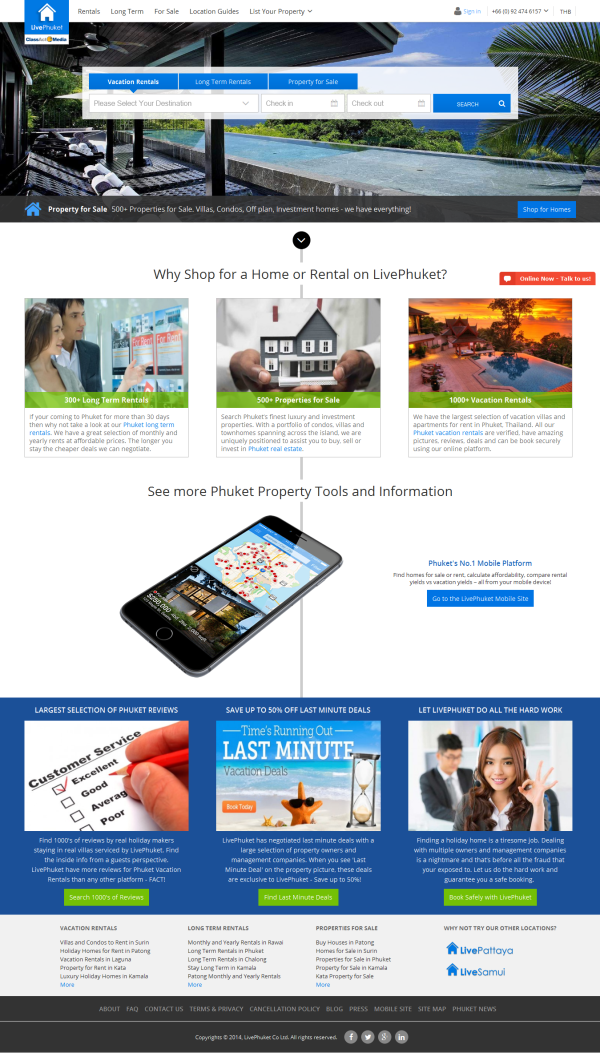 Rentals Long Term For Sale Location Guides List Your Property
Sign in +66 (0) 92 474 6157 THB
LivePhuket
ClassAct Media
Vacation Rentals Long Term Rentals Property for Sale
Please Select Your Destination Check in Check out SEARCH
Property for Sale 500+ Properties for Sale. Villas, Condos, Off plan, Investment homes - we have everything! Shop for Homes
Why Shop for a Home or Rental on LivePhuket?
Online Now - Talk to us!
For Sale
For Sale
300+ Long Term Rentals
If your coming to Phuket for more than 30 days
then why not take a look at our Phuket long term
rentals. We have a great selection of monthly and
yearly rents at affordable prices. The longer you
stay the cheaper deals we can negotiate.
500+ Properties for Sale
Search Phuket's finest luxury and investment
properties. With a portfolio of condos, villas and
townhomes spanning across the island, we are
uniquely positioned to assist you to buy, sell or
invest in Phuket real estate.
1000+ Vacation Rentals
We have the largest selection of vacation villas and
apartments for rent in Phuket, Thailand. All our
Phuket vacation rentals are verified, have amazing
pictures, reviews, deals and can be book securely
using our online platform.
See more Phuket Property Tools and Information
$250,000
Phuket's No.1 Mobile Platform
Find homes for sale or rent, calculate affordability, compare rental
yields vs vacation yields – all from your mobile device!
Go to the LivePhuket Mobile Site
LARGEST SELECTION OF PHUKET REVIEWS
Customer Service
Excellent
Good
Average
Poor
Find 1000's of reviews by real holiday makers
staying in real villas serviced by LivePhuket. Find
the inside info from a guests perspective.
LivePhuket have more reviews for Phuket Vacation
Rentals than any other platform - FACT!
Search 1000's of Reviews
SAVE UP TO 50% OFF LAST MINUTE DEALS
Time's Running Out
LAST MINUTE
Vacation Deals
Book Today
LivePhuket has negotiated last minute deals with a
large selection of property owners and
management companies. When you see 'Last
Minute Deal' on the property picture, these deals
are exclusive to LivePhuket - Save up to 50%!
Find Last Minute Deals
LET LIVEPHUKET DO ALL THE HARD WORK
Finding a holiday home is a tiresome job. Dealing
with multiple owners and management companies
is a nightmare and that's before all the fraud that
your exposed to. Let us do the hard work and
guarantee you a safe booking.
Book Safely with LivePhuket
VACATION RENTALS
Villas and Condos to Rent in Surin
Holiday Homes for Rent in Patong
Vacation Rentals in Laguna
Property for Rent in Kata
Luxury Holiday Homes in Kamala
More
LONG TERM RENTALS
Monthly and Yearly Rentals in Rawai
Long Term Rentals in Phuket
Long Term Rentals in Chalong
Stay Long Term in Kamala
Patong Monthly and Yearly Rentals
More
PROPERTIES FOR SALE
Buy Houses in Patong
Homes for Sale in Surin
Properties for Sale in Phuket
Property for Sale in Kamala
Kata Property for Sale
More
WHY NOT TRY OUR OTHER LOCATIONS?
LivePattaya
LiveSamui
ABOUT FAQ CONTACT US TERMS & PRIVACY CANCELLATION POLICY BLOG PRESS MOBILE SITE SITE MAP PHUKET NEWS
Copyrights © 2014, LivePhuket Co Ltd. All rights reserved.